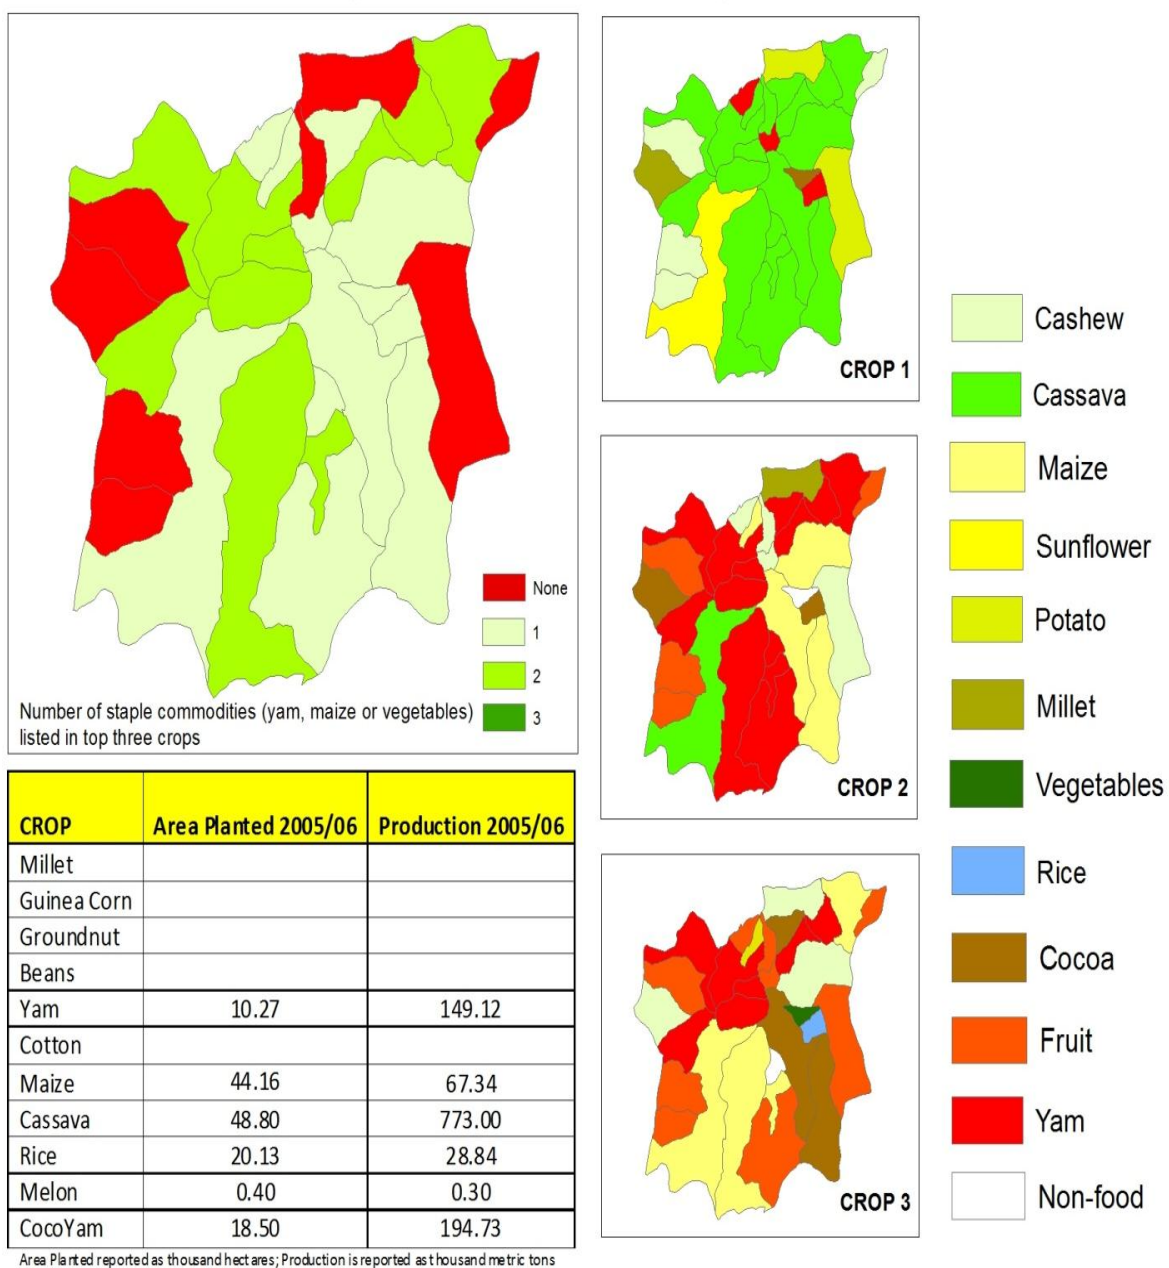 None
1
2
3
Number of staple commodities (yam, maize or vegetables)
listed in top three crops
CROP Area Planted 2005/06 Production 2005/06
Millet
Guinea Corn
Groundnut
Beans
Yam 10.27 149.12
Cotton
Maize 44.16 67.34
Cassava 48.80 773.00
Rice 20.13 28.84
Melon 0.40 0.30
CocoYam 18.50 194.73
Area Planted reported as thousand hectares; Production is reported as thousand metric tons
CROP 1
CROP 2
CROP 3
Cashew
Cassava
Maize
Sunflower
Potato
Millet
Vegetables
Rice
Cocoa
Fruit
Yam
Non-food